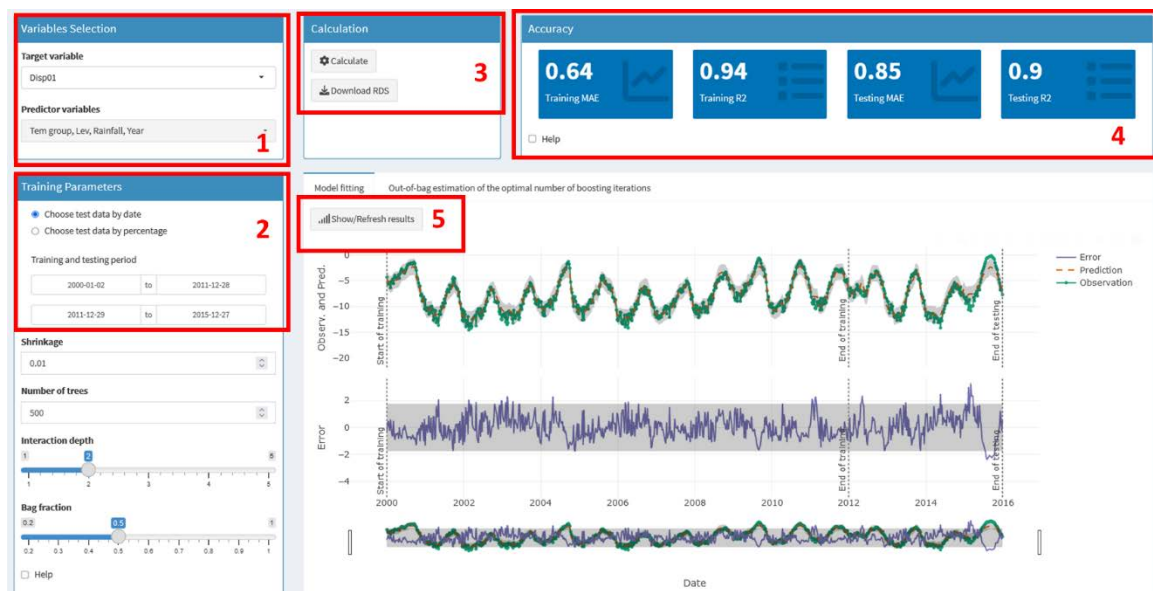 Variables Selection
Target variable
Disp01
Predictor variables
Tem group, Lev, Rainfall, Year
1
Training Parameters
Choose test data by date
Choose test data by percentage
2
Training and testing period
2000-01-02 to 2011-12-28
2011-12-29 to 2015-12-27
Shrinkage
0.01
Number of trees
500
Interaction depth
1 2 5
1 2 3 4 5
Bag fraction
0.2 0.5 1
0.2 0.3 0.4 0.5 0.6 0.7 0.8 0.9 1
Help
Calculation
Calculate
Download RDS
3
Accuracy
0.64
Training MAE
0.94
Training R2
0.85
Testing MAE
0.9
Testing R2
Help
4
Model fitting Out-of-bag estimation of the optimal number of boosting iterations
Show/Refresh results
5
Error
Prediction
Observation
Observ. and Pred.
0
−5
−10
−15
−20
Start of training
End of training
End of testing
Error
2
0
−2
−4
Start of training
End of training
End of testing
2000 2002 2004 2006 2008 2010 2012 2014 2016
Date